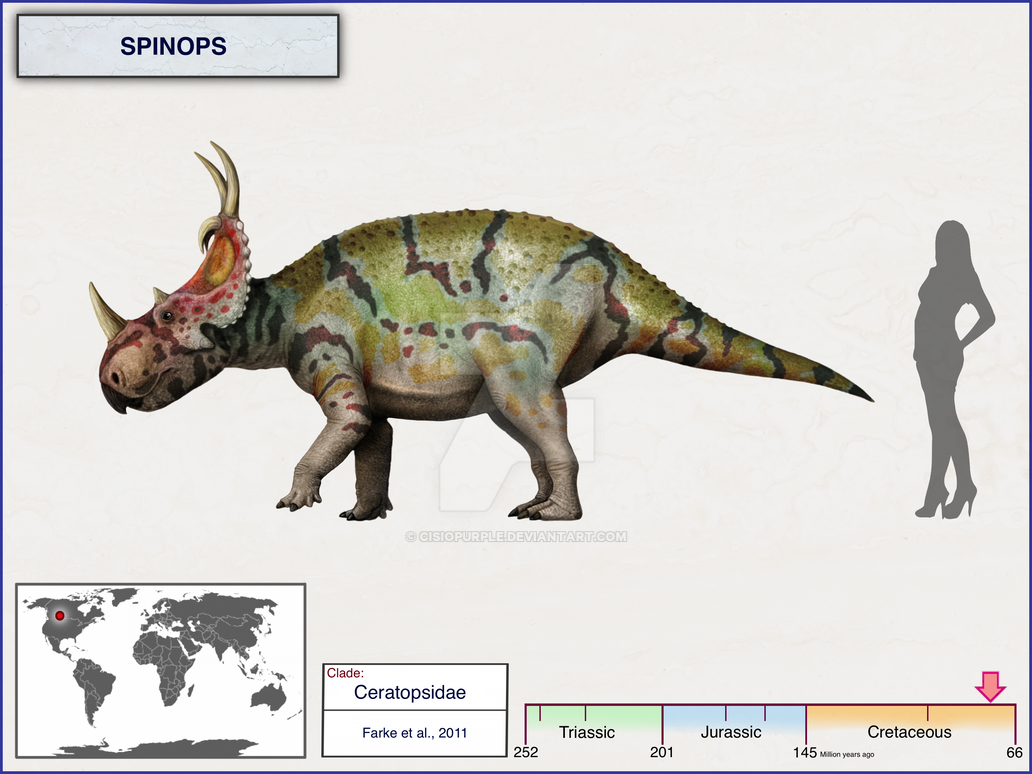 SPINOPS
© CISIOPURPLE.DEVIANTART.COM
Clade:
Ceratopsidae
Farke et al., 2011
Triassic
Jurassic
Cretaceous
252
201
145 Million years ago
66